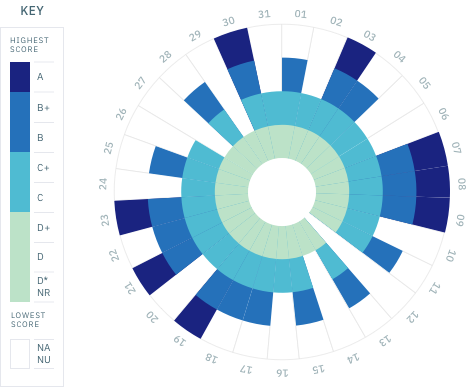 KEY
HIGHEST
SCORE
A
B+
B
C+
C
D+
D
D*
NR
LOWEST
SCORE
NA
NU
01
02
03
04
05
06
07
08
09
10
11
12
13
14
15
16
17
18
19
20
21
22
23
24
25
26
27
28
29
30
31